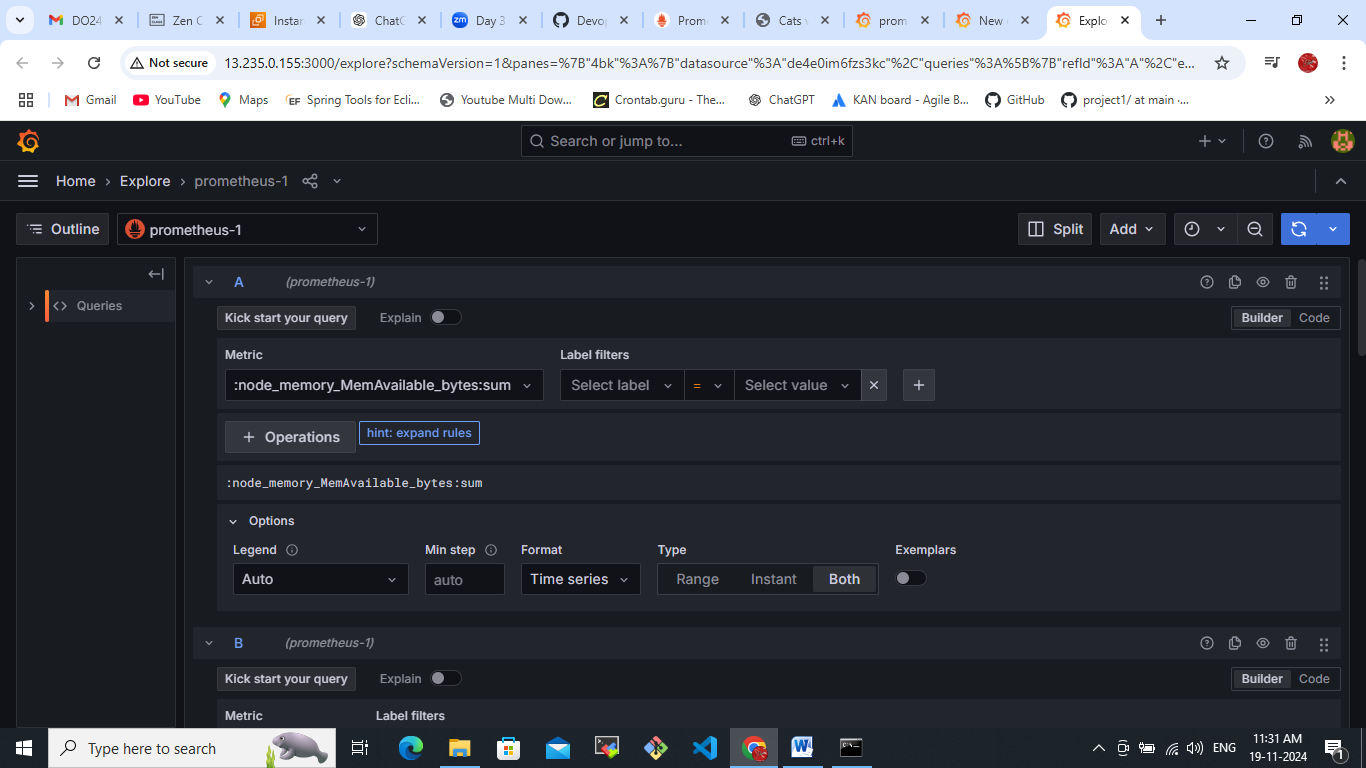 DO24
Zen C
Instan
ChatG
Day 3
Devop
Prom
Cats v
prom
New
Explo
Not secure
13.235.0.155:3000/explore?schemaVersion=1&panes=%7B"4bk"%3A%7B"datasource"%3A"de4e0im6fzs3kc"%2C"queries"%3A%5B%7B"refId"%3A"A"%2C"e...
Gmail
YouTube
Maps
EF Spring Tools for Ecli...
Youtube Multi Dow...
Crontab.guru - The...
ChatGPT
KAN board - Agile B...
GitHub
project1/ at main ·...
Search or jump to...
ctrl+k
Home › Explore › prometheus-1
Outline
prometheus-1
Split
Add
Queries
A (prometheus-1)
Kick start your query
Explain
Builder
Code
Metric
Label filters
:node_memory_MemAvailable_bytes:sum
Select label
=
Select value
+ Operations
hint: expand rules
:node_memory_MemAvailable_bytes:sum
Options
Legend
Min step
Format
Type
Exemplars
Auto
auto
Time series
Range
Instant
Both
B (prometheus-1)
Kick start your query
Explain
Builder
Code
Metric
Label filters
Type here to search
ENG
11:31 AM
19-11-2024
1